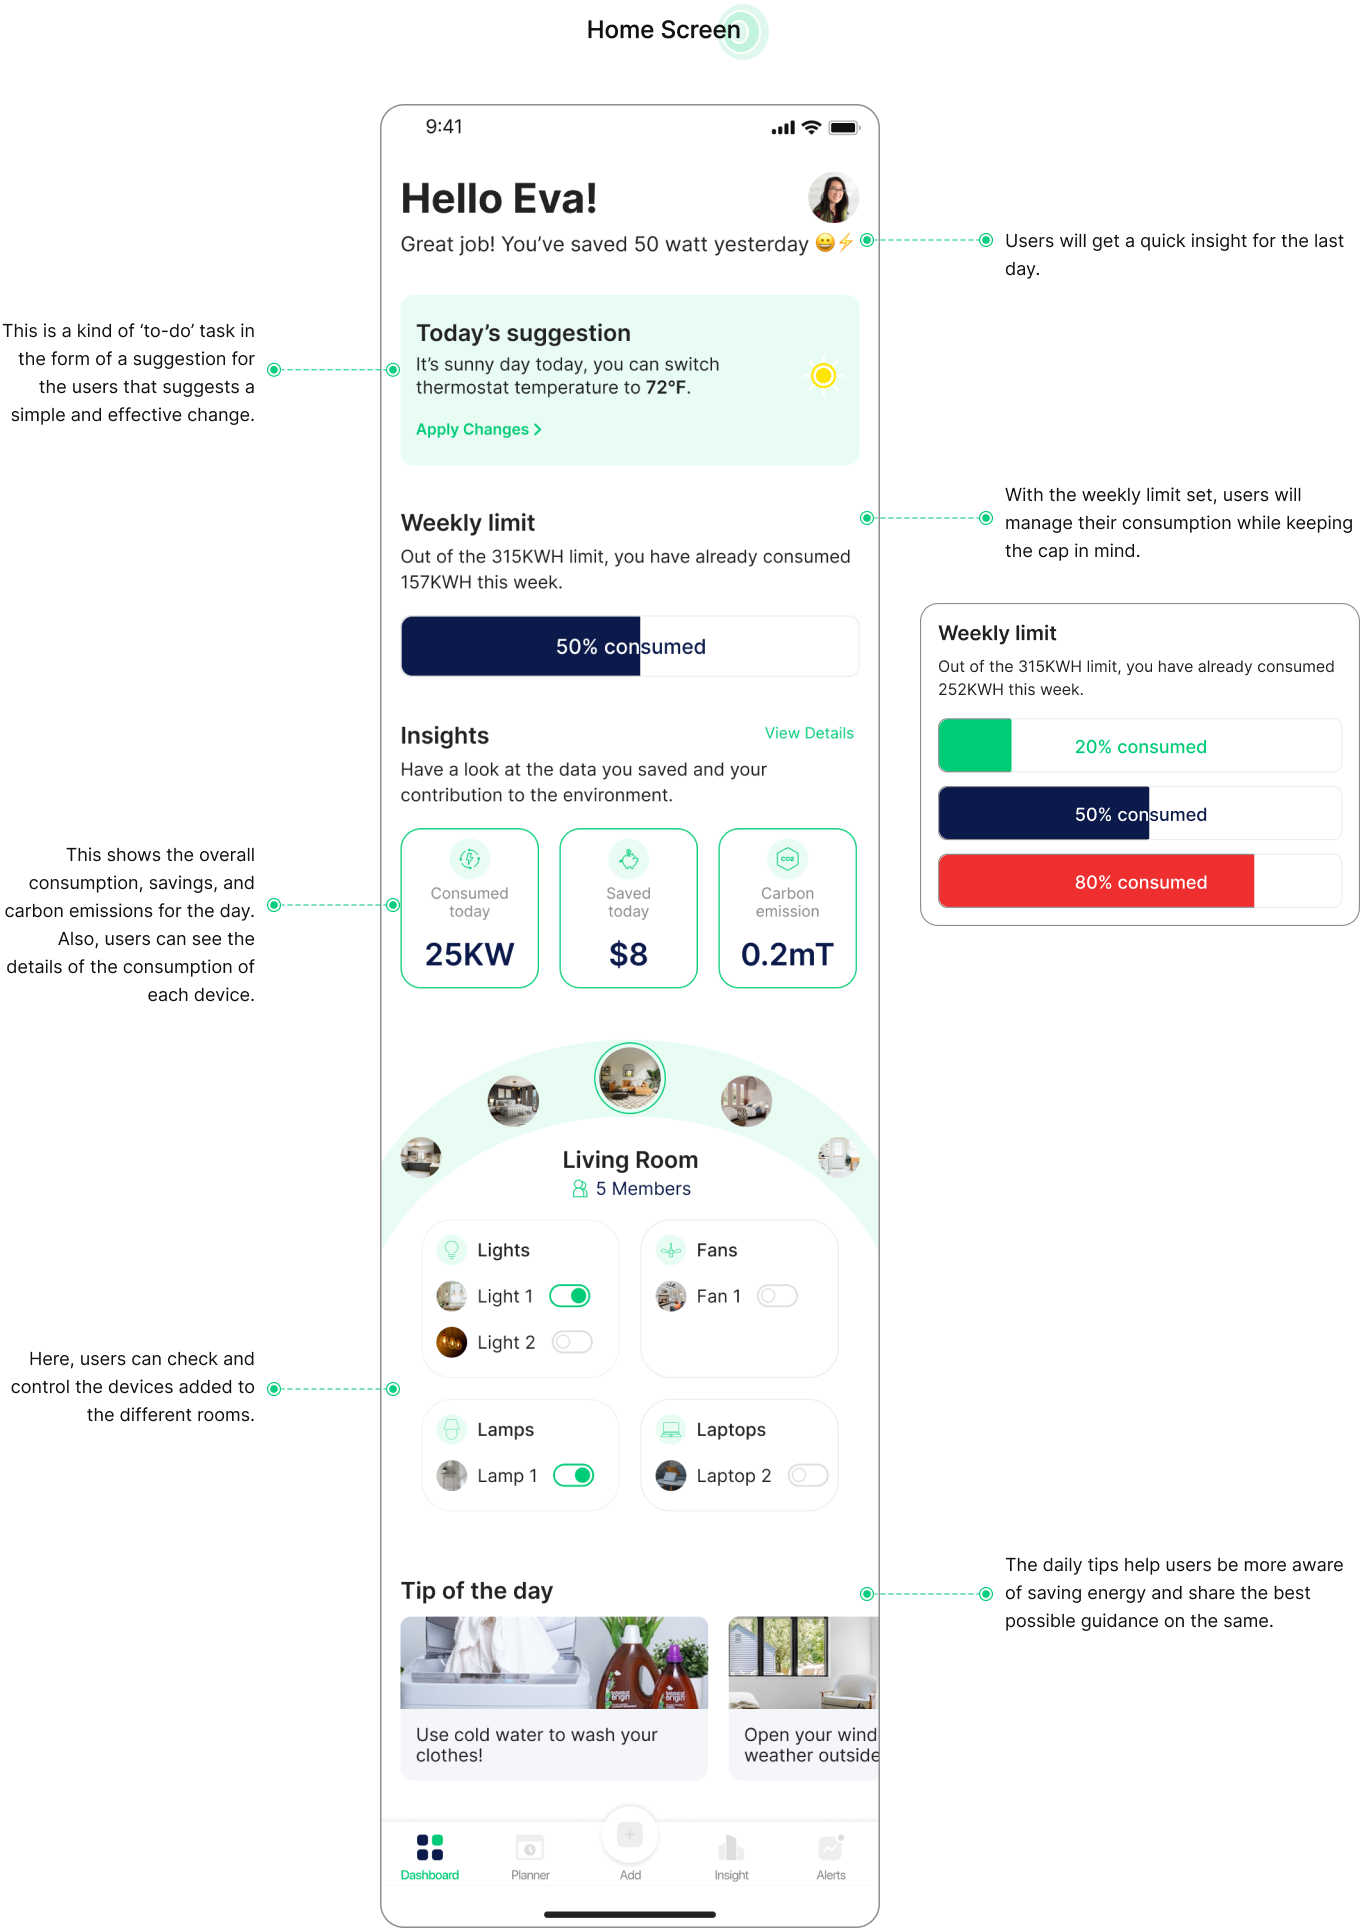 Home Screen
9:41
Hello Eva!
Great job! You’ve saved 50 watt yesterday 😀⚡
Users will get a quick insight for the last
day.
This is a kind of ‘to-do’ task in
the form of a suggestion for
the users that suggests a
simple and effective change.
Today’s suggestion
It’s sunny day today, you can switch
thermostat temperature to 72°F.
Apply Changes >
With the weekly limit set, users will
manage their consumption while keeping
the cap in mind.
Weekly limit
Out of the 315KWH limit, you have already consumed
157KWH this week.
50% consumed
Weekly limit
Out of the 315KWH limit, you have already consumed
252KWH this week.
20% consumed
50% consumed
80% consumed
Insights
View Details
Have a look at the data you saved and your
contribution to the environment.
This shows the overall
consumption, savings, and
carbon emissions for the day.
Also, users can see the
details of the consumption of
each device.
Consumed
today
25KW
Saved
today
$8
CO2
Carbon
emission
0.2mT
Living Room
5 Members
Lights
Light 1
Light 2
Fans
Fan 1
Here, users can check and
control the devices added to
the different rooms.
Lamps
Lamp 1
Laptops
Laptop 2
The daily tips help users be more aware
of saving energy and share the best
possible guidance on the same.
Tip of the day
botanical
origin
botanical
origin
Use cold water to wash your
clothes!
Open your wind
weather outside
Dashboard
Planner
Add
Insight
Alerts